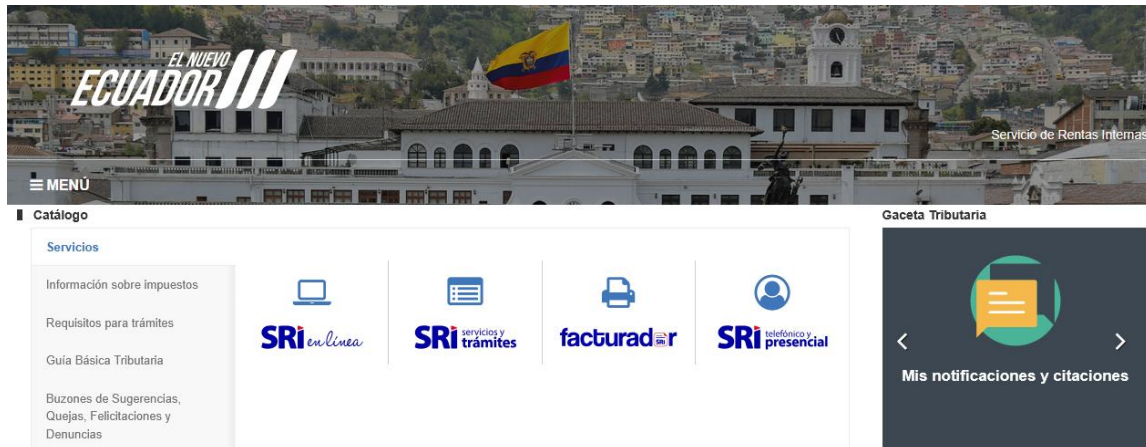 EL NUEVO
ECUADOR
Servicio de Rentas Internas
MENÚ
Catálogo
Gaceta Tributaria
Servicios
Información sobre impuestos
Requisitos para trámites
Guía Básica Tributaria
Buzones de Sugerencias,
Quejas, Felicitaciones y
Denuncias
SRi en línea
SRi servicios y
trámites
facturador SRi
SRi telefónico y
presencial
Mis notificaciones y citaciones